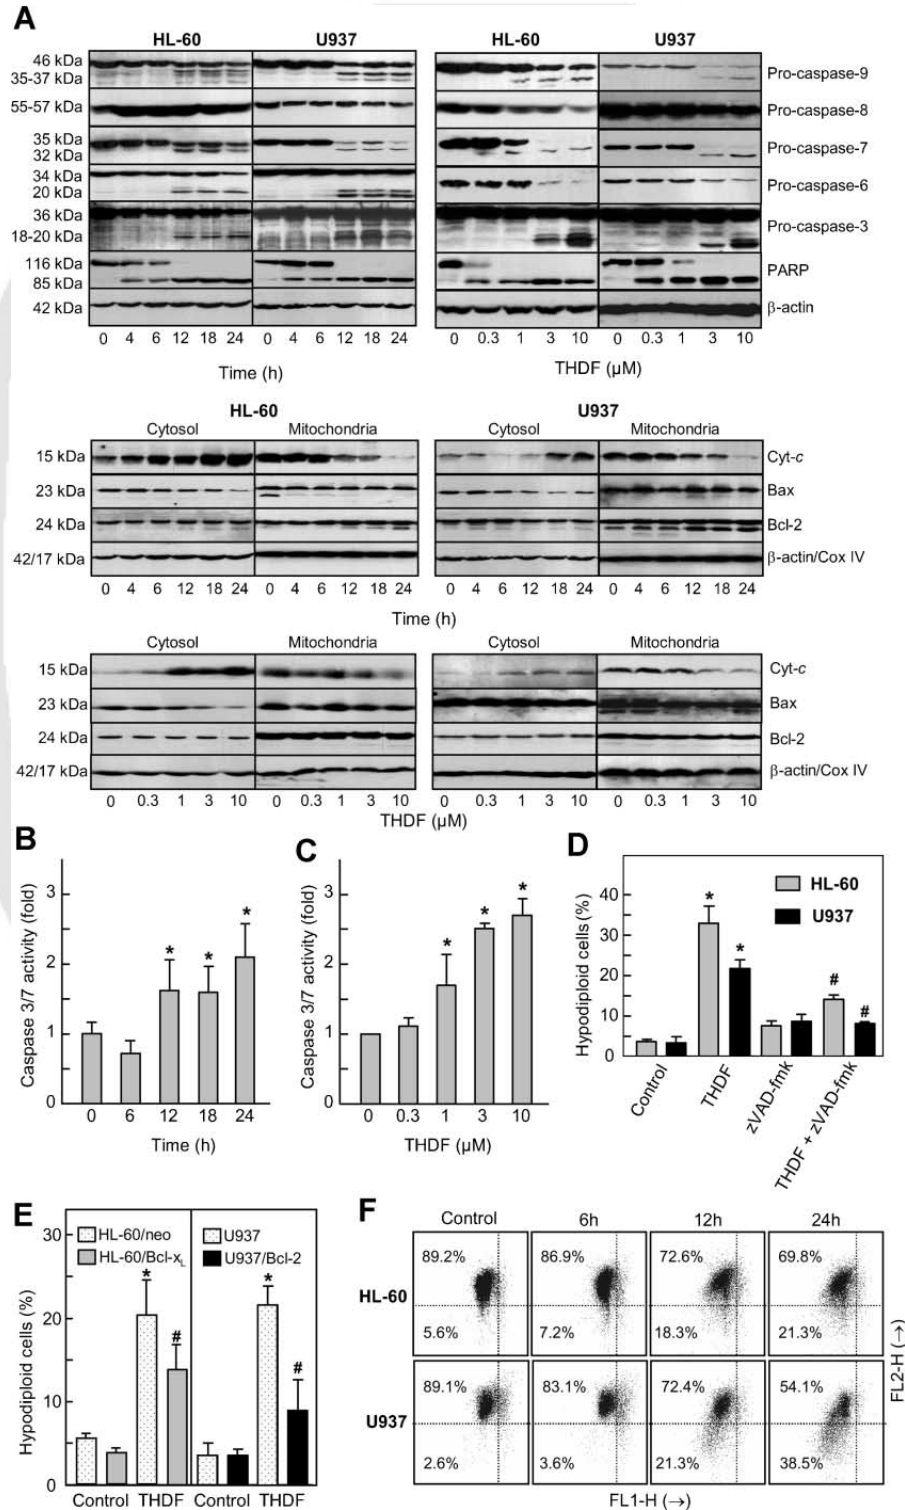 A
HL-60 U937 HL-60 U937
46 kDa
35-37 kDa
Pro-caspase-9
55-57 kDa
Pro-caspase-8
35 kDa
32 kDa
Pro-caspase-7
34 kDa
20 kDa
Pro-caspase-6
36 kDa
18-20 kDa
Pro-caspase-3
116 kDa
85 kDa
PARP
42 kDa
β-actin
0 4 6 12 18 24 0 4 6 12 18 24
0 0.3 1 3 10 0 0.3 1 3 10
Time (h)
THDF (μM)
HL-60 U937
Cytosol Mitochondria Cytosol Mitochondria
15 kDa Cyt-c
23 kDa Bax
24 kDa Bcl-2
42/17 kDa β-actin/Cox IV
0 4 6 12 18 24 0 4 6 12 18 24 0 4 6 12 18 24 0 4 6 12 18 24
Time (h)
Cytosol Mitochondria Cytosol Mitochondria
15 kDa Cyt-c
23 kDa Bax
24 kDa Bcl-2
42/17 kDa β-actin/Cox IV
0 0.3 1 3 10 0 0.3 1 3 10 0 0.3 1 3 10 0 0.3 1 3 10
THDF (μM)
B
Caspase 3/7 activity (fold)
3
2
1
0
* * *
0 6 12 18 24
Time (h)
C
Caspase 3/7 activity (fold)
3
2
1
0
* * *
0 0.3 1 3 10
THDF (μM)
D
Hypodiploid cells (%)
40
30
20
10
0
HL-60
U937
* * # #
Control THDF zVAD-fmk THDF + zVAD-fmk
E
Hypodiploid cells (%)
30
20
10
0
HL-60/neo
HL-60/Bcl-xL
U937
U937/Bcl-2
* # * #
Control THDF Control THDF
F
Control 6h 12h 24h
HL-60
89.2% 86.9% 72.6% 69.8%
5.6% 7.2% 18.3% 21.3%
U937
89.1% 83.1% 72.4% 54.1%
2.6% 3.6% 21.3% 38.5%
FL2-H (→)
FL1-H (→)